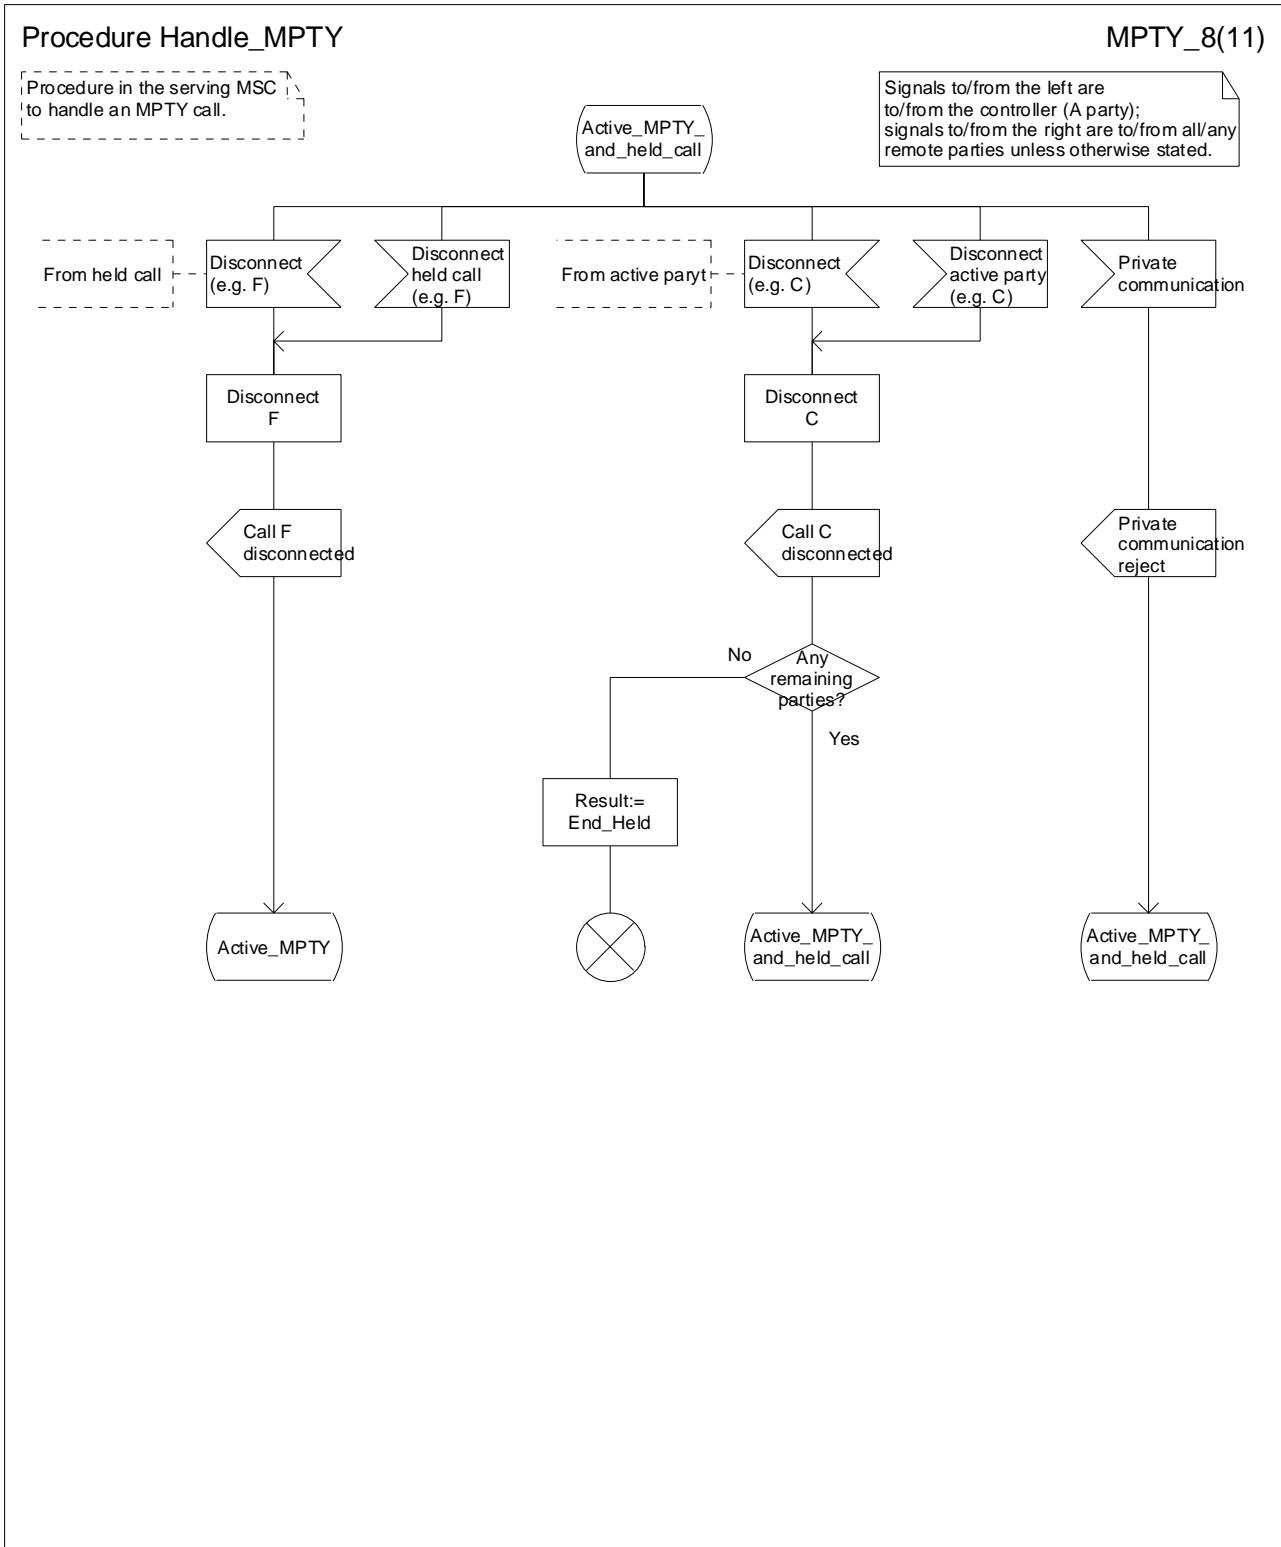 Procedure Handle_MPTY
MPTY_8(11)
Procedure in the serving MSC
to handle an MPTY call.
Signals to/from the left are
to/from the controller (A party);
signals to/from the right are to/from all/any
remote parties unless otherwise stated.
Active_MPTY_
and_held_call
From held call
Disconnect
(e.g. F)
Disconnect
held call
(e.g. F)
From active paryt
Disconnect
(e.g. C)
Disconnect
active party
(e.g. C)
Private
communication
Disconnect
F
Disconnect
C
Call F
disconnected
Call C
disconnected
Private
communication
reject
No
Any
remaining
parties?
Yes
Result:=
End_Held
Active_MPTY
Active_MPTY_
and_held_call
Active_MPTY_
and_held_call